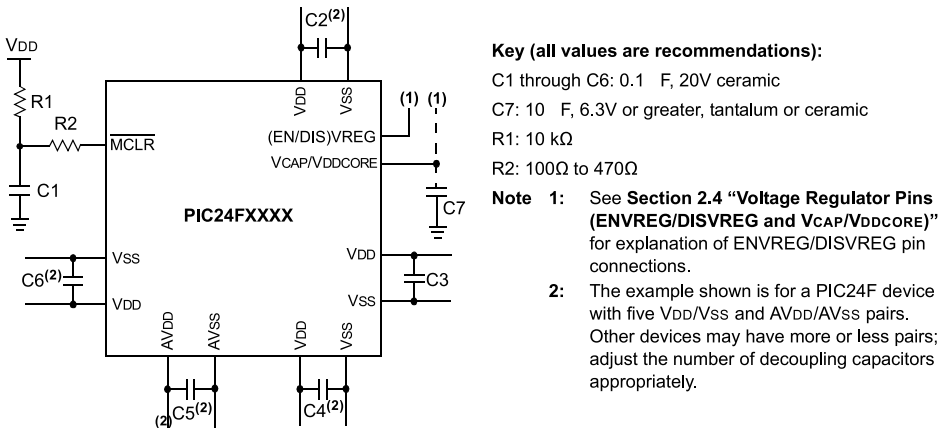 C2(2)
VDD
R1
R2
C1
MCLR
VDD
VSS
(1) (1)
(EN/DIS)VREG
VCAP/VDDCORE
C7
PIC24FXXXX
VSS
C6(2)
VDD
VDD
C3
VSS
AVDD
AVSS
VDD
VSS
C5(2)
(2)
C4(2)
Key (all values are recommendations):
C1 through C6: 0.1 F, 20V ceramic
C7: 10 F, 6.3V or greater, tantalum or ceramic
R1: 10 kΩ
R2: 100Ω to 470Ω
Note 1: See Section 2.4 “Voltage Regulator Pins
(ENVREG/DISVREG and VCAP/VDDCORE)”
for explanation of ENVREG/DISVREG pin
connections.
2: The example shown is for a PIC24F device
with five VDD/VSS and AVDD/AVSS pairs.
Other devices may have more or less pairs;
adjust the number of decoupling capacitors
appropriately.